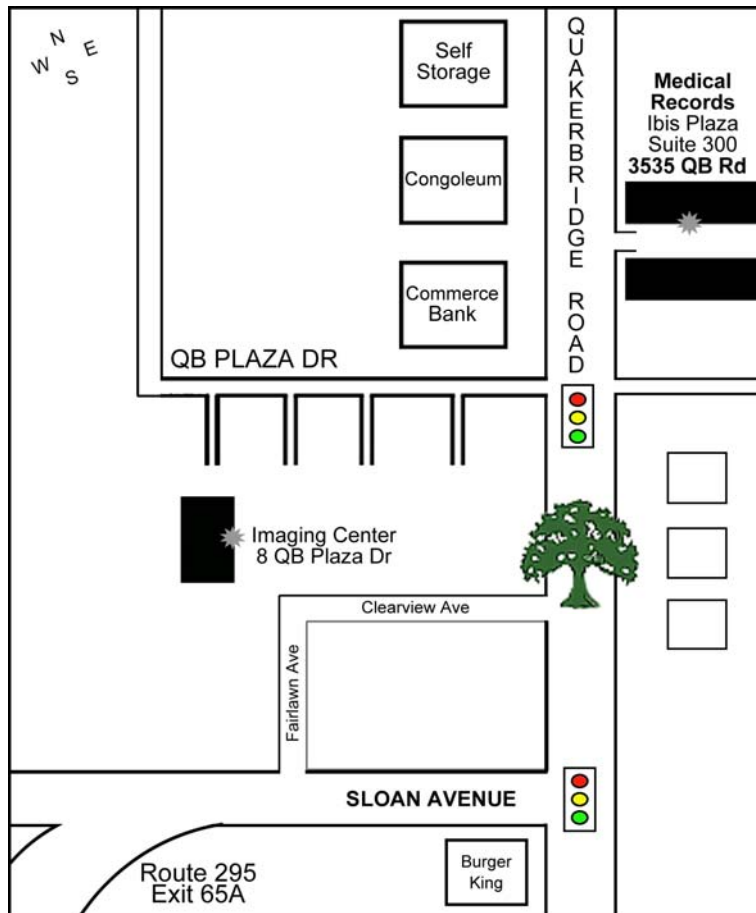 N
W E
S
Self
Storage
QUAKERBRIDGE ROAD
Medical
Records
Ibis Plaza
Suite 300
3535 QB Rd
Congoleum
Commerce
Bank
QB PLAZA DR
Imaging Center
8 QB Plaza Dr
Clearview Ave
Fairlawn Ave
SLOAN AVENUE
Route 295
Exit 65A
Burger
King